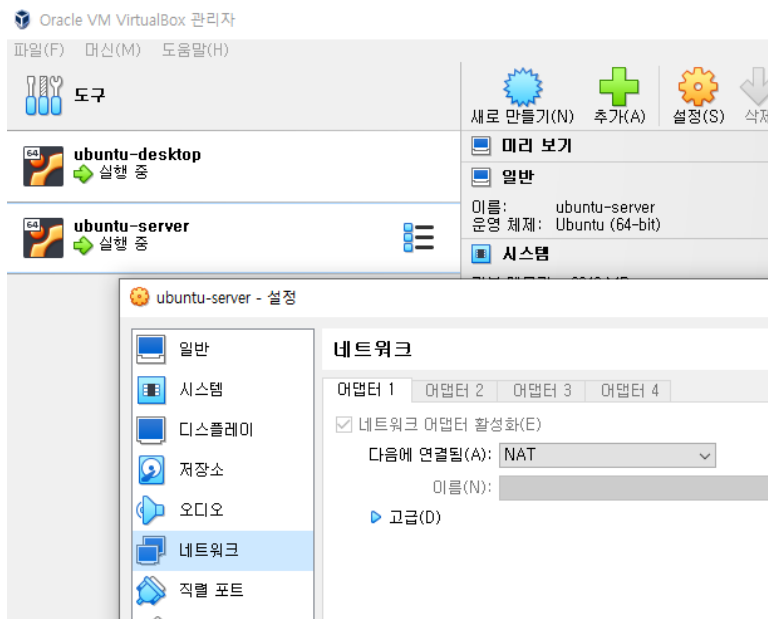 Oracle VM VirtualBox 관리자
파일(F) 머신(M) 도움말(H)
도구
새로 만들기(N) 추가(A) 설정(S) 삭제
64 ubuntu-desktop
실행 중
64 ubuntu-server
실행 중
미리 보기
일반
이름: ubuntu-server
운영 체제: Ubuntu (64-bit)
시스템
ubuntu-server - 설정
일반
시스템
디스플레이
저장소
오디오
네트워크
직렬 포트
네트워크
어댑터 1 어댑터 2 어댑터 3 어댑터 4
네트워크 어댑터 활성화(E)
다음에 연결됨(A): NAT
이름(N):
고급(D)